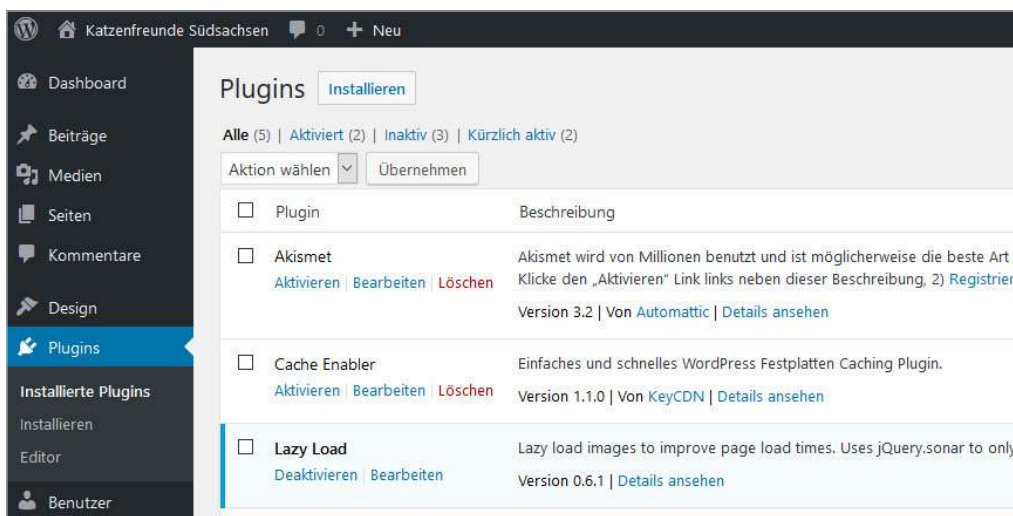 Katzenfreunde Südsachsen 0 + Neu
Dashboard
Beiträge
Medien
Seiten
Kommentare
Design
Plugins
Installierte Plugins
Installieren
Editor
Benutzer
Plugins Installieren
Alle (5) | Aktiviert (2) | Inaktiv (3) | Kürzlich aktiv (2)
Aktion wählen Übernehmen
Plugin Beschreibung
Akismet Akismet wird von Millionen benutzt und ist möglicherweise die beste Art
Aktivieren | Bearbeiten | Löschen Klicke den „Aktivieren“ Link links neben dieser Beschreibung, 2) Registrier
Version 3.2 | Von Automattic | Details ansehen
Cache Enabler Einfaches und schnelles WordPress Festplatten Caching Plugin.
Aktivieren | Bearbeiten | Löschen Version 1.1.0 | Von KeyCDN | Details ansehen
Lazy Load Lazy load images to improve page load times. Uses jQuery.sonar to only
Deaktivieren | Bearbeiten Version 0.6.1 | Details ansehen